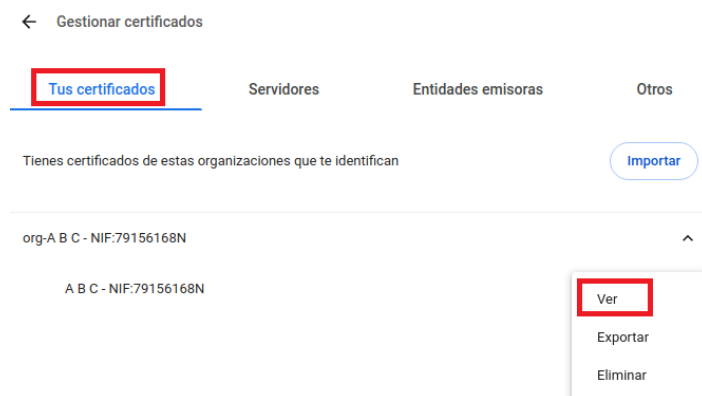 ← Gestionar certificados
Tus certificados Servidores Entidades emisoras Otros
Tienes certificados de estas organizaciones que te identifican Importar
org-A B C - NIF:79156168N
A B C - NIF:79156168N
Ver
Exportar
Eliminar